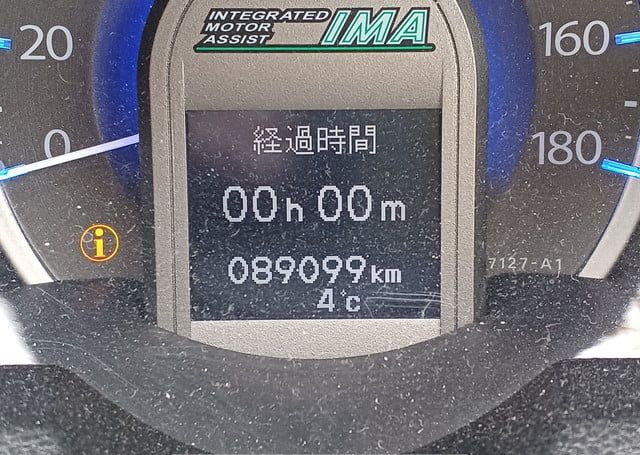 INTEGRATED
MOTOR
ASSIST
IMA
20
0
160
180
経過時間
00h00m
i
089099km
4℃
7127-A1